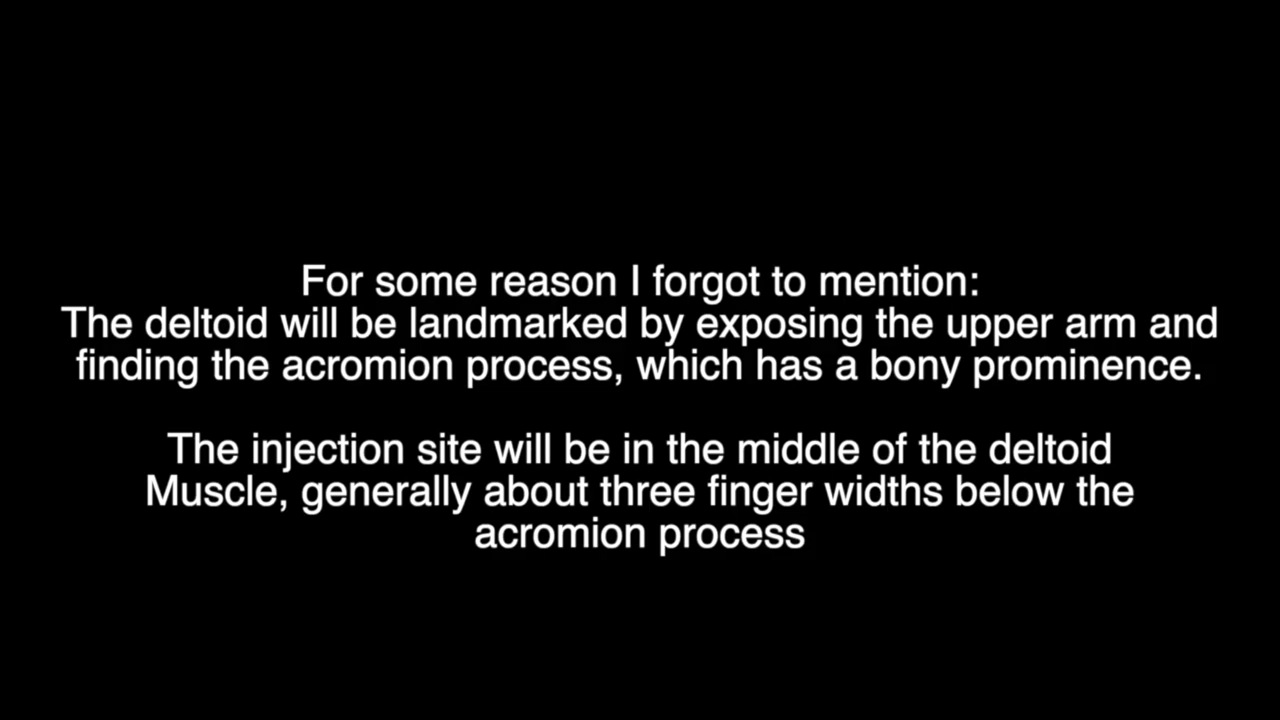 For some reason I forgot to mention:
The deltoid will be landmarked by exposing the upper arm and
finding the acromion process, which has a bony prominence.
The injection site will be in the middle of the deltoid
Muscle, generally about three finger widths below the
acromion process